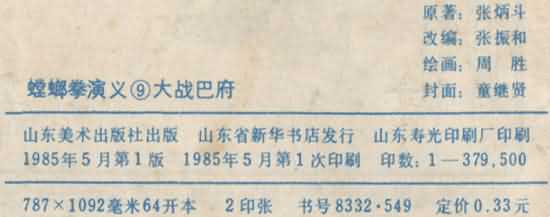 原著：张炳斗
改编：张振和
绘画：周 胜
封面：童继贤
螳螂拳演义⑨大战巴府
山东美术出版社出版 山东省新华书店发行 山东寿光印刷厂印刷
1985年5月第1版 1985年5月第1次印刷 印数：1—379,500
787×1092毫米64开本 2印张 书号8332·549 定价0.33元